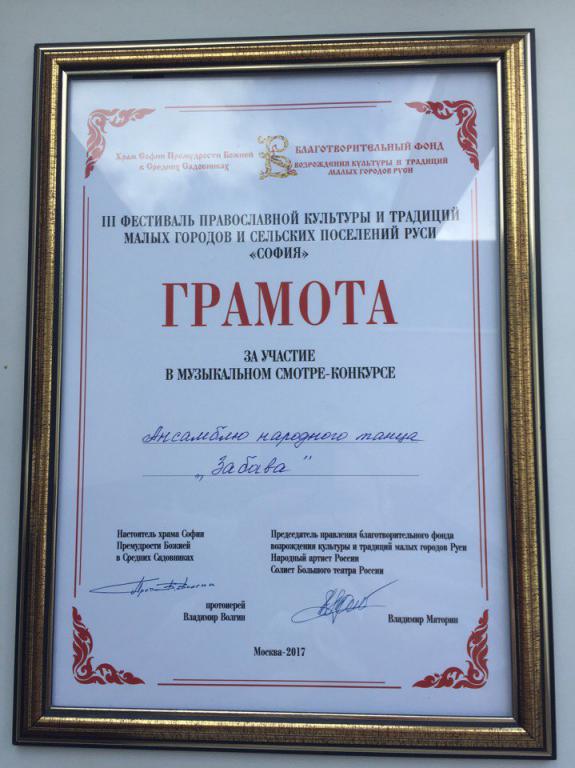 Храм Софии Премудрости Божией
в Средних Садовниках
БЛАГОТВОРИТЕЛЬНЫЙ ФОНД
ВОЗРОЖДЕНИЯ КУЛЬТУРЫ И ТРАДИЦИЙ
МАЛЫХ ГОРОДОВ РУСИ
III ФЕСТИВАЛЬ ПРАВОСЛАВНОЙ КУЛЬТУРЫ И ТРАДИЦИЙ
МАЛЫХ ГОРОДОВ И СЕЛЬСКИХ ПОСЕЛЕНИЙ РУСИ
«СОФИЯ»
ГРАМОТА
ЗА УЧАСТИЕ
В МУЗЫКАЛЬНОМ СМОТРЕ-КОНКУРСЕ
Ансамблю народного танца
„Забава"
Настоятель храма Софии
Премудрости Божией
в Средних Садовниках
протоиерей
Владимир Волгин
Председатель правления благотворительного фонда
возрождения культуры и традиций малых городов Руси
Народный артист России
Солист Большого театра России
Владимир Маторин
Москва-2017